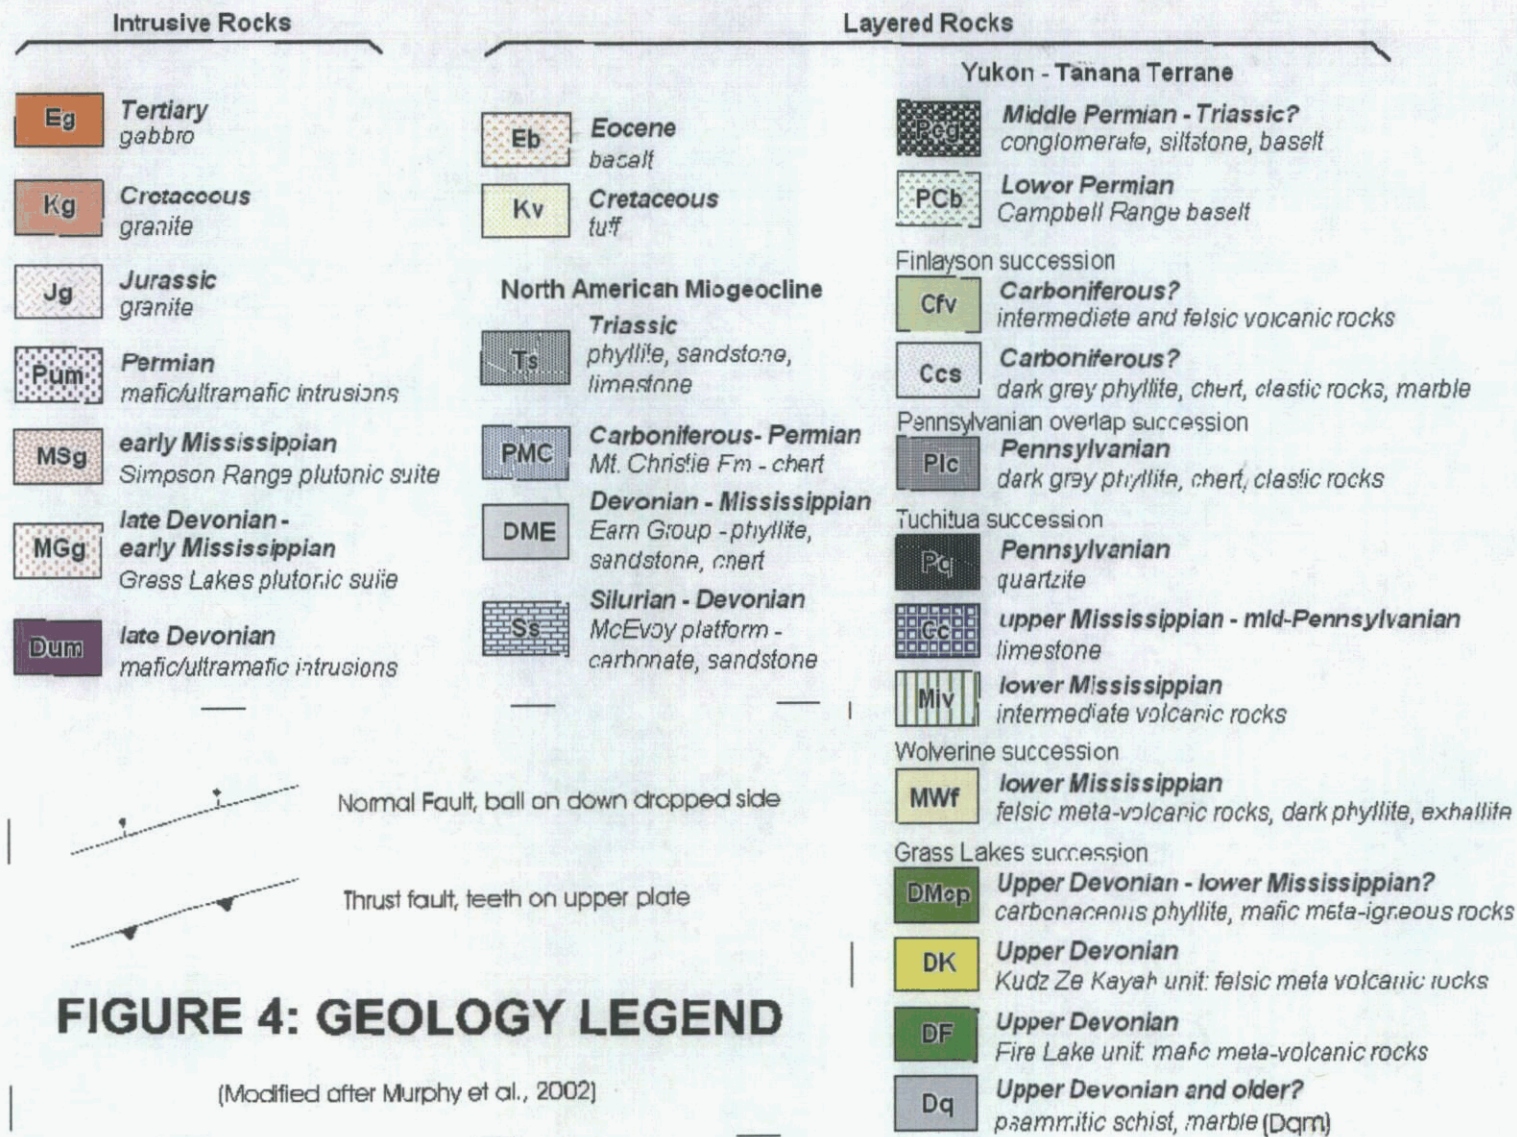 Intrusive Rocks
Eg
Tertiary
gabbro
Kg
Cretaceous
granite
Jg
Jurassic
granite
Pum
Permian
mafic/ultramafic intrusions
MSg
early Mississippian
Simpson Range plutonic suite
MGg
late Devonian -
early Mississippian
Grass Lakes plutonic suite
Dum
late Devonian
mafic/ultramafic intrusions
Layered Rocks
Eb
Eocene
basalt
Kv
Cretaceous
tuff
North American Miogeocline
Ts
Triassic
phyllite, sandstone,
limestone
PMC
Carboniferous- Permian
Mt. Christie Fm - chert
DME
Devonian - Mississippian
Earn Group - phyllite,
sandstone, chert
Ss
Silurian - Devonian
McEvoy platform -
carbonate, sandstone
Yukon - Tanana Terrane
Pcg
Middle Permian - Triassic?
conglomerate, siltstone, basalt
PCb
Lower Permian
Campbell Range basalt
Finlayson succession
Cfv
Carboniferous?
intermediate and felsic volcanic rocks
Ccs
Carboniferous?
dark grey phyllite, chert, clastic rocks, marble
Pennsylvanian overlap succession
Plc
Pennsylvanian
dark grey phyllite, chert, clastic rocks
Tuchitua succession
Pq
Pennsylvanian
quartzite
Cc
upper Mississippian - mid-Pennsylvanian
limestone
Miv
lower Mississippian
intermediate volcanic rocks
Wolverine succession
MWf
lower Mississippian
felsic meta-volcanic rocks, dark phyllite, exhallite
Grass Lakes succession
DMcp
Upper Devonian - lower Mississippian?
carbonaceous phyllite, mafic meta-igneous rocks
DK
Upper Devonian
Kudz Ze Kayah unit: felsic meta volcanic rocks
DF
Upper Devonian
Fire Lake unit: mafic meta-volcanic rocks
Dq
Upper Devonian and older?
psammitic schist, marble (Dqm)
Normal Fault, ball on down dropped side
Thrust fault, teeth on upper plate
FIGURE 4: GEOLOGY LEGEND
(Modified after Murphy et al., 2002)